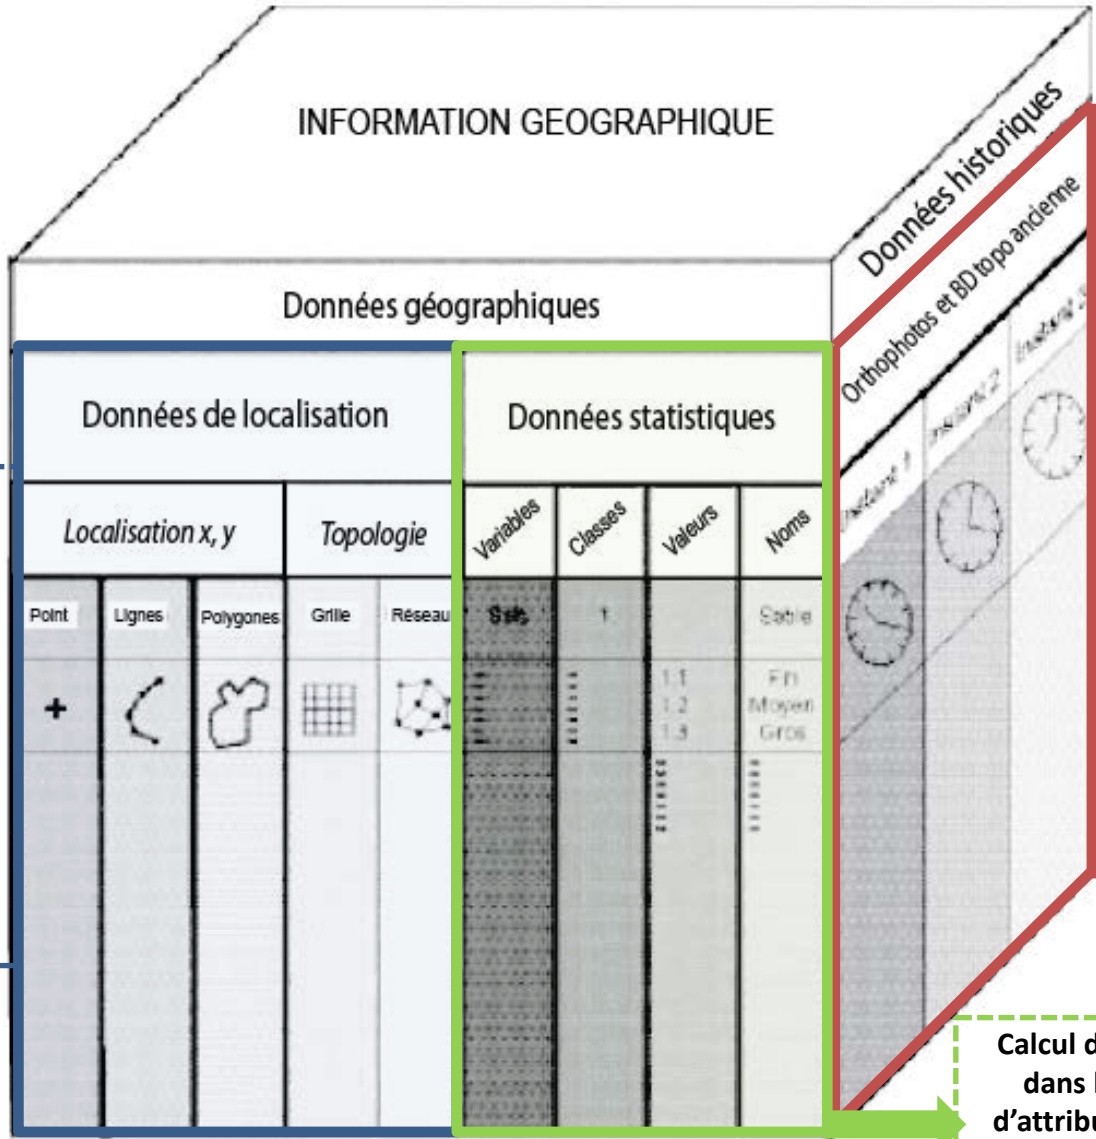 INFORMATION GEOGRAPHIQUE
Données historiques
Orthophotos et BD topo ancienne
Données géographiques
Données de localisation
Données statistiques
Instant 1
Instant 2
Instant
Localisation x, y
Topologie
Variables
Classes
Valeurs
Noms
Point
Lignes
Polygones
Grille
Réseau
1
Sable
1.1
Fin
1.2
Moyen
1.3
Gros
Calcul d
dans l
d'attribu